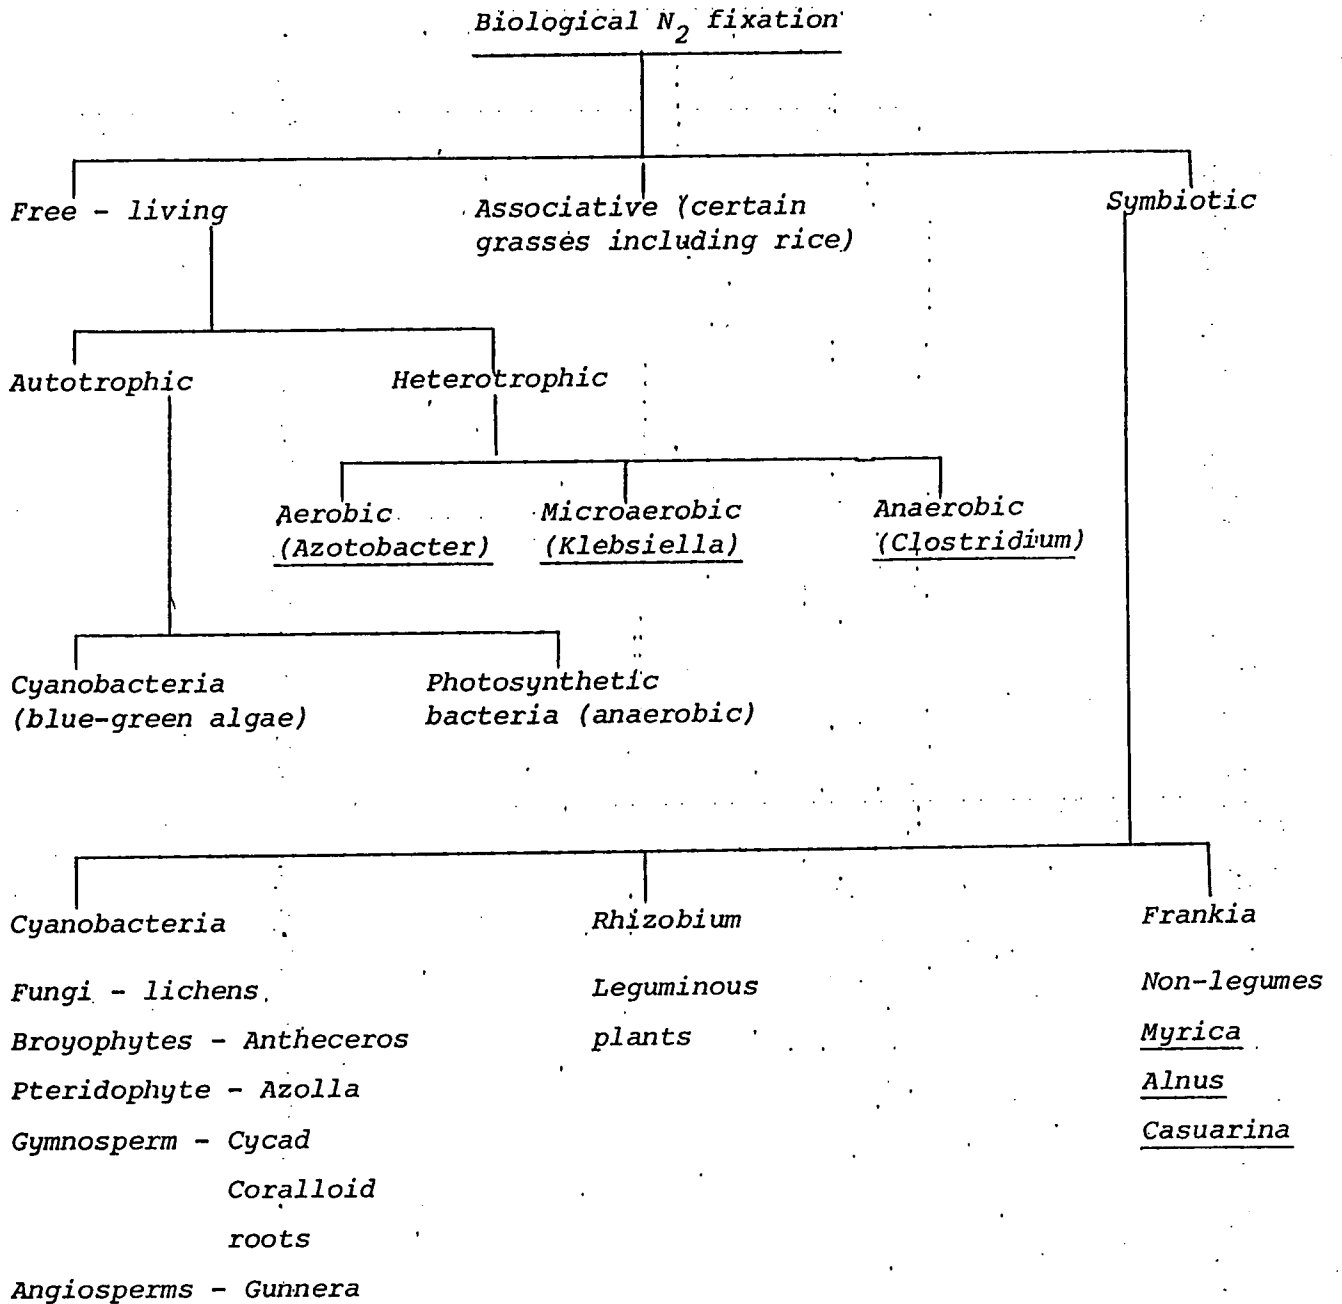 Biological N2 fixation
Free - living
Associative (certain
grasses including rice)
Symbiotic
Autotrophic
Heterotrophic
Aerobic
(Azotobacter)
Microaerobic
(Klebsiella)
Anaerobic
(Clostridium)
Cyanobacteria
(blue-green algae)
Photosynthetic
bacteria (anaerobic)
Cyanobacteria
Fungi - lichens
Broyophytes - Antheceros
Pteridophyte - Azolla
Gymnosperm - Cycad
Coralloid
roots
Angiosperms - Gunnera
Rhizobium
Leguminous
plants
Frankia
Non-legumes
Myrica
Alnus
Casuarina